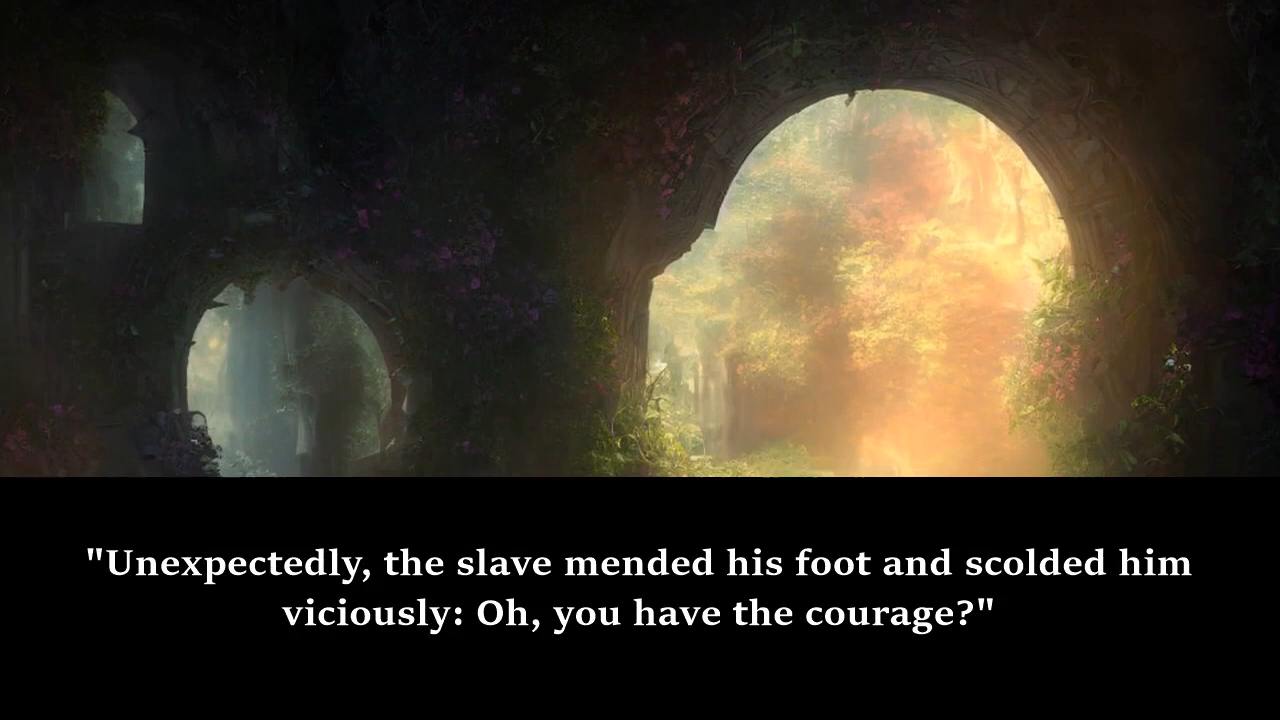 "Unexpectedly, the slave mended his foot and scolded him
viciously: Oh, you have the courage?"